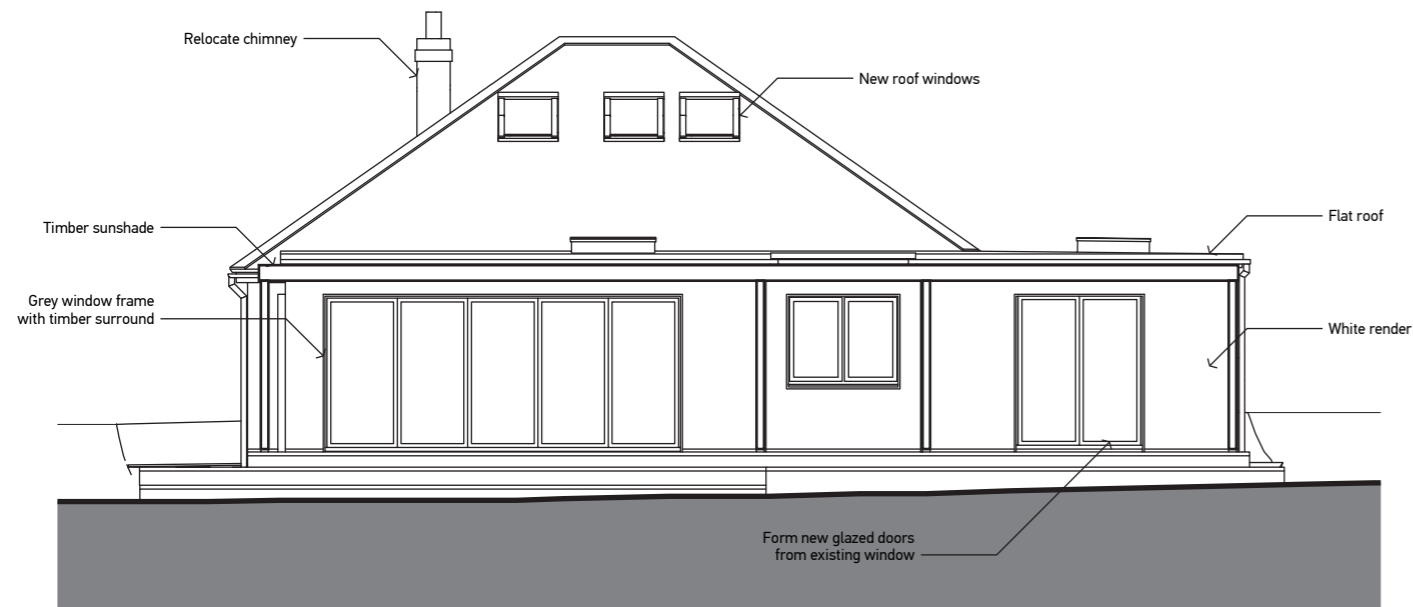 Relocate chimney
New roof windows
Timber sunshade
Flat roof
Grey window frame
with timber surround
White render
Form new glazed doors
from existing window